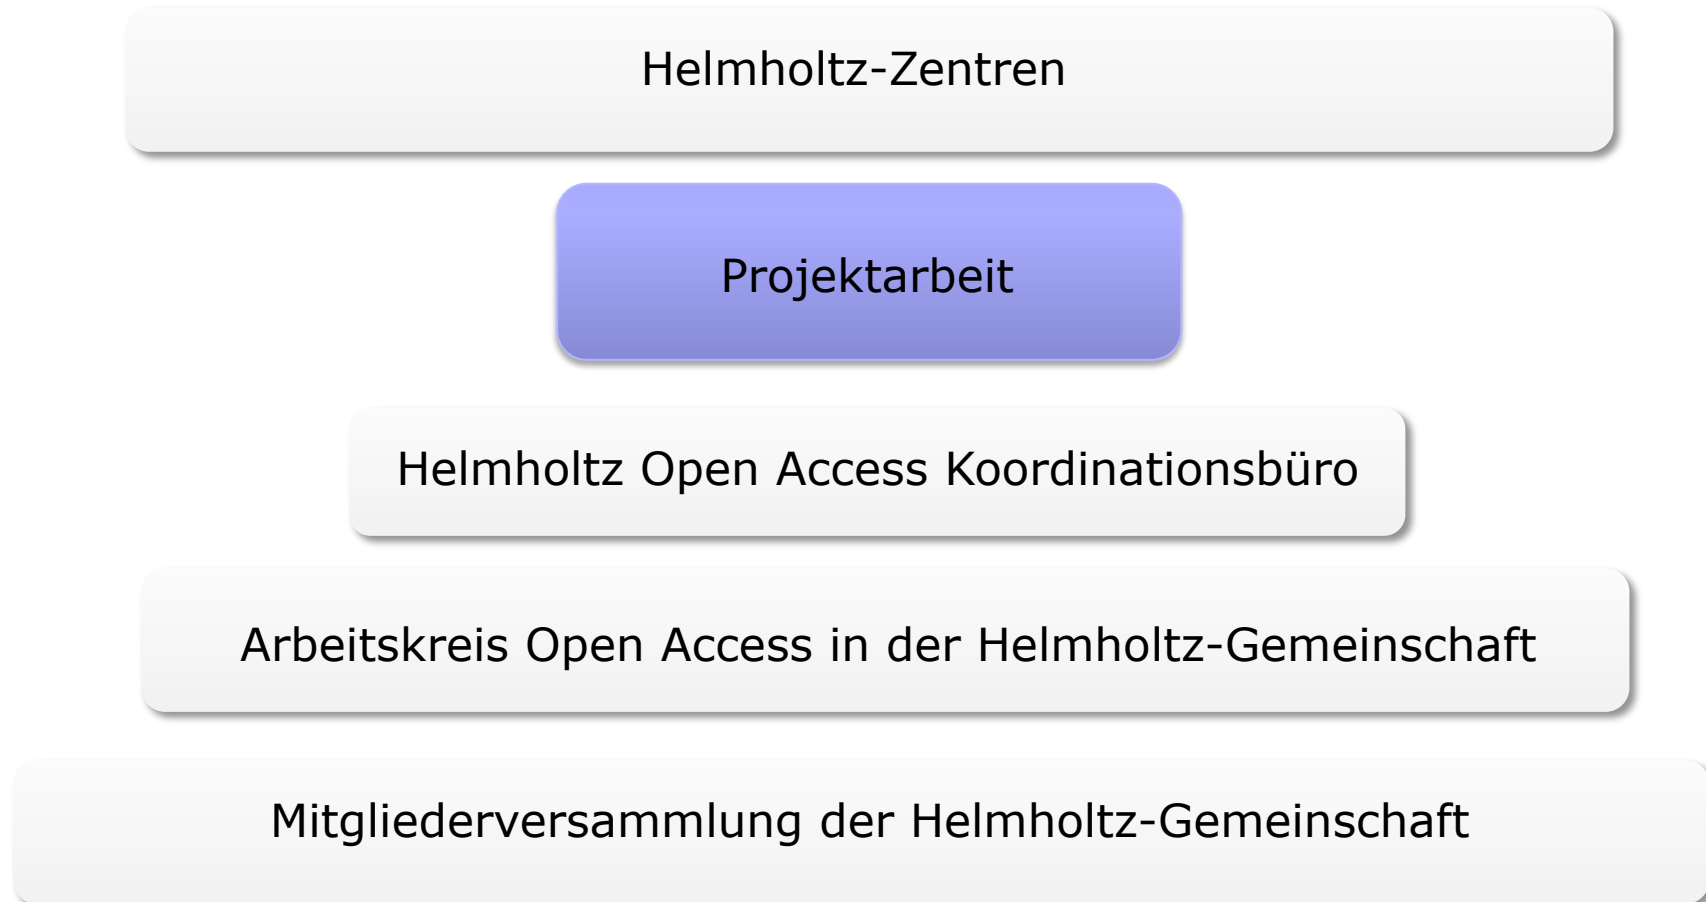 Helmholtz-Zentren
Projektarbeit
Helmholtz Open Access Koordinationsbüro
Arbeitskreis Open Access in der Helmholtz-Gemeinschaft
Mitgliederversammlung der Helmholtz-Gemeinschaft